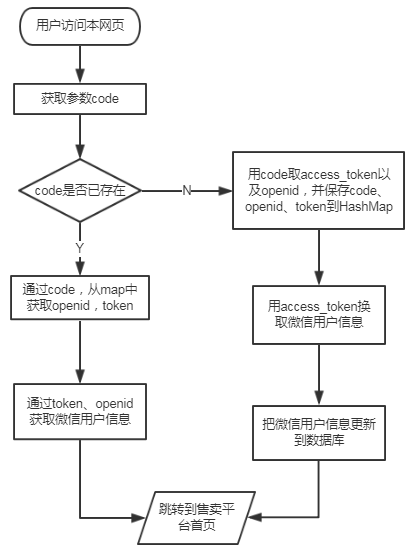 用户访问本网页
获取参数code
code是否已存在
N
用code取access_token以
及openid，并保存code、
openid、token到HashMap
Y
通过code，从map中
获取openid，token
用access_token换
取微信用户信息
通过token、openid
获取微信用户信息
把微信用户信息更新
到数据库
跳转到售卖平
台首页